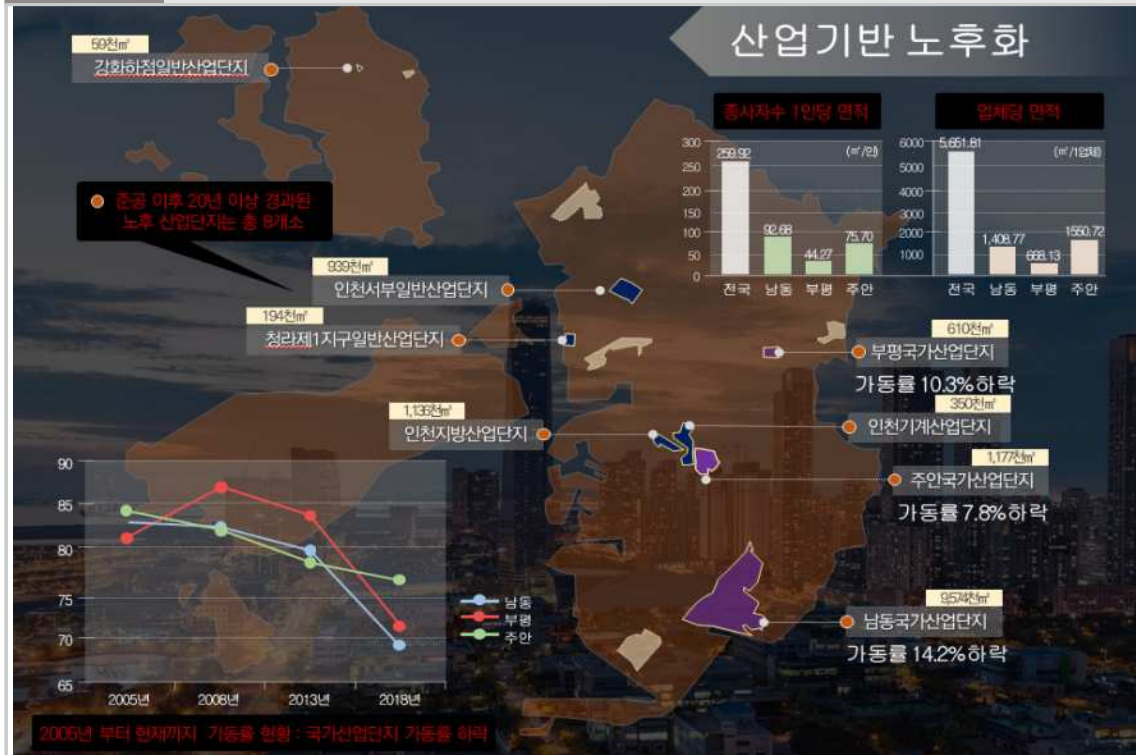 산업기반 노후화
59천㎡
강화하점일반산업단지
준공 이후 20년 이상 경과된
노후 산업단지는 총 8개소
939천㎡
인천서부일반산업단지
194천㎡
청라제1지구일반산업단지
1,136천㎡
인천지방산업단지
종사자수 1인당 면적
(㎡/인)
300
250
200
150
100
50
0
259.92
92.68
44.27
75.70
전국 남동 부평 주안
업체당 면적
(㎡/1업체)
6000
5000
4000
3000
2000
1000
5,651.81
1,408.77
668.13
1550.72
전국 남동 부평 주안
610천㎡
부평국가산업단지
가동률 10.3%하락
350천㎡
인천기계산업단지
1,177천㎡
주안국가산업단지
가동률 7.8%하락
9,574천㎡
남동국가산업단지
가동률 14.2%하락
90
85
80
75
70
65
2005년 2008년 2013년 2018년
남동
부평
주안
2005년 부터 현재까지 가동률 현황 : 국가산업단지 가동률 하락